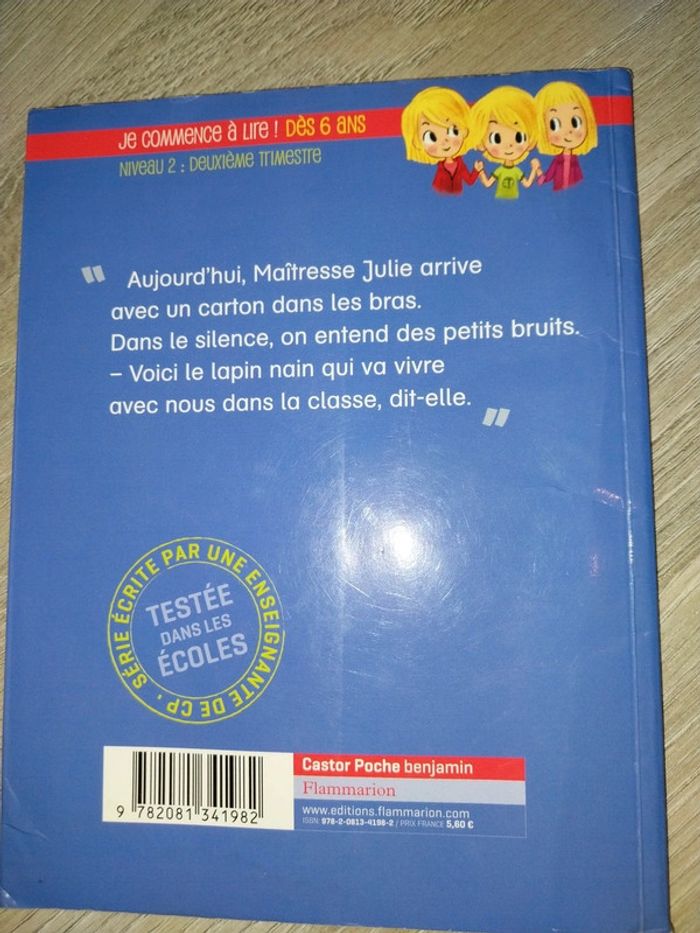 Je commence à lire ! Dès 6 ans
Niveau 2 : Deuxième trimestre
" Aujourd'hui, Maîtresse Julie arrive
avec un carton dans les bras.
Dans le silence, on entend des petits bruits.
– Voici le lapin nain qui va vivre
avec nous dans la classe, dit-elle. "
SÉRIE ÉCRITE PAR UNE ENSEIGNANTE DE CP •
TESTÉE
DANS LES
ÉCOLES
9 782081 341982
Castor Poche benjamin
Flammarion
www.editions.flammarion.com
ISBN: 978-2-0813-4198-2 / PRIX FRANCE 5,60 €